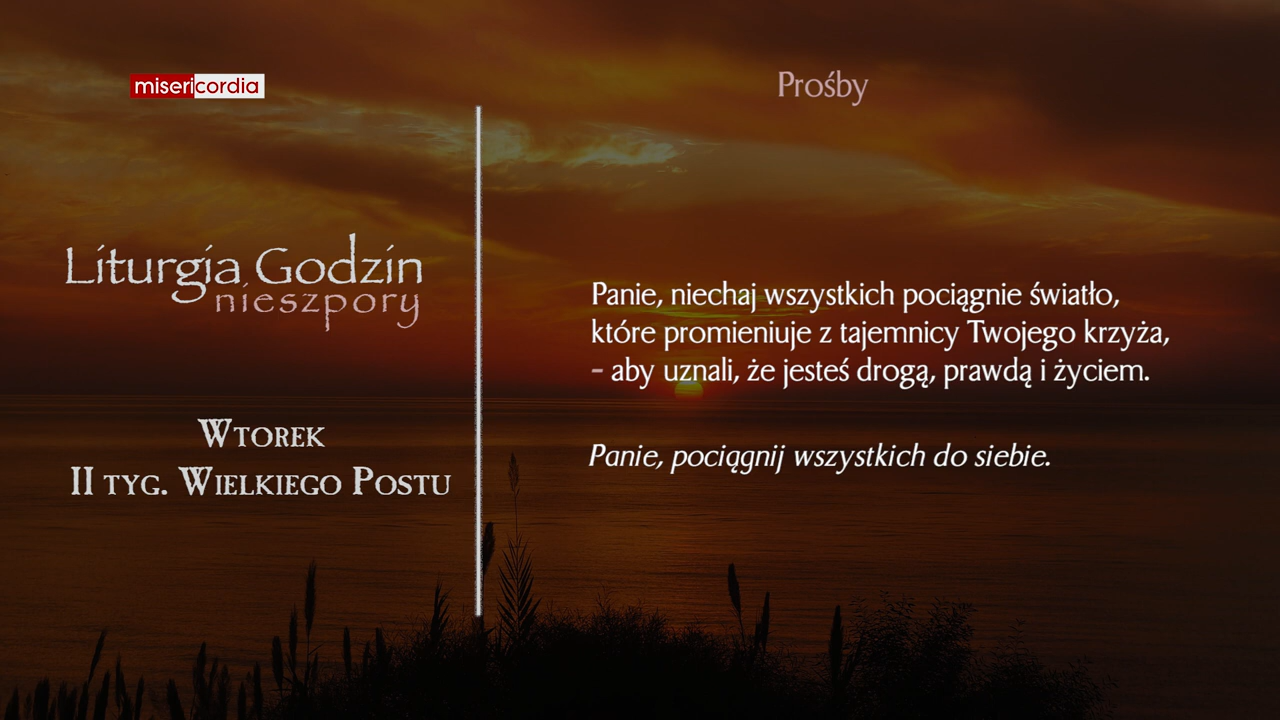 misericordia
Liturgia Godzin
nieszpory
Wtorek
II tyg. Wielkiego Postu
Prośby
Panie, niechaj wszystkich pociągnie światło,
które promieniuje z tajemnicy Twojego krzyża,
- aby uznali, że jesteś drogą, prawdą i życiem.
Panie, pociągnij wszystkich do siebie.